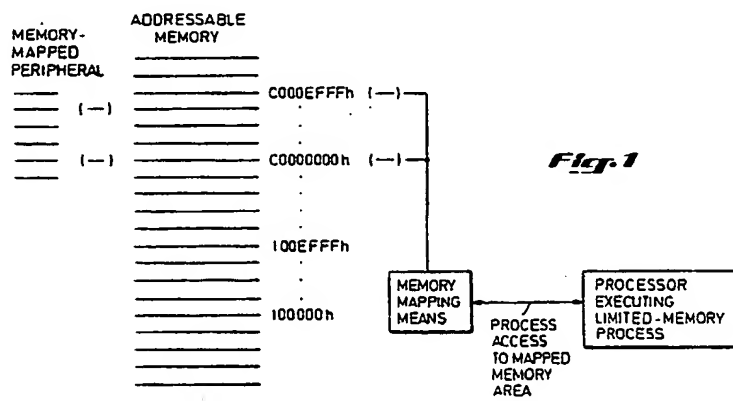 MEMORY-
MAPPED
PERIPHERAL
ADDRESSABLE
MEMORY
(—)
(—)
C000EFFFh (—)
C0000000h (—)
100EFFFh
100000h
Fig.1
MEMORY
MAPPING
MEANS
PROCESS
ACCESS
TO MAPPED
MEMORY
AREA
PROCESSOR
EXECUTING
LIMITED-MEMORY
PROCESS